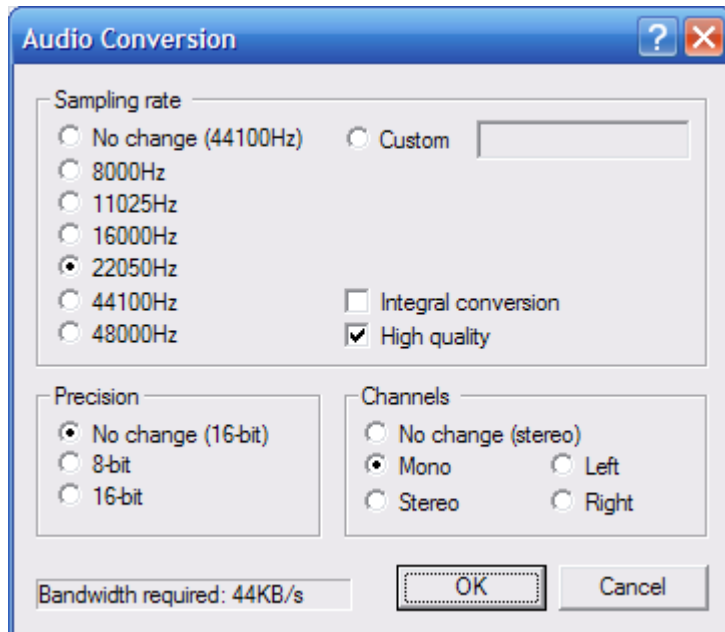 Audio Conversion
Sampling rate
No change (44100Hz)
Custom
8000Hz
11025Hz
16000Hz
22050Hz
44100Hz
Integral conversion
48000Hz
High quality
Precision
No change (16-bit)
8-bit
16-bit
Channels
No change (stereo)
Mono
Left
Stereo
Right
Bandwidth required: 44KB/s
OK
Cancel